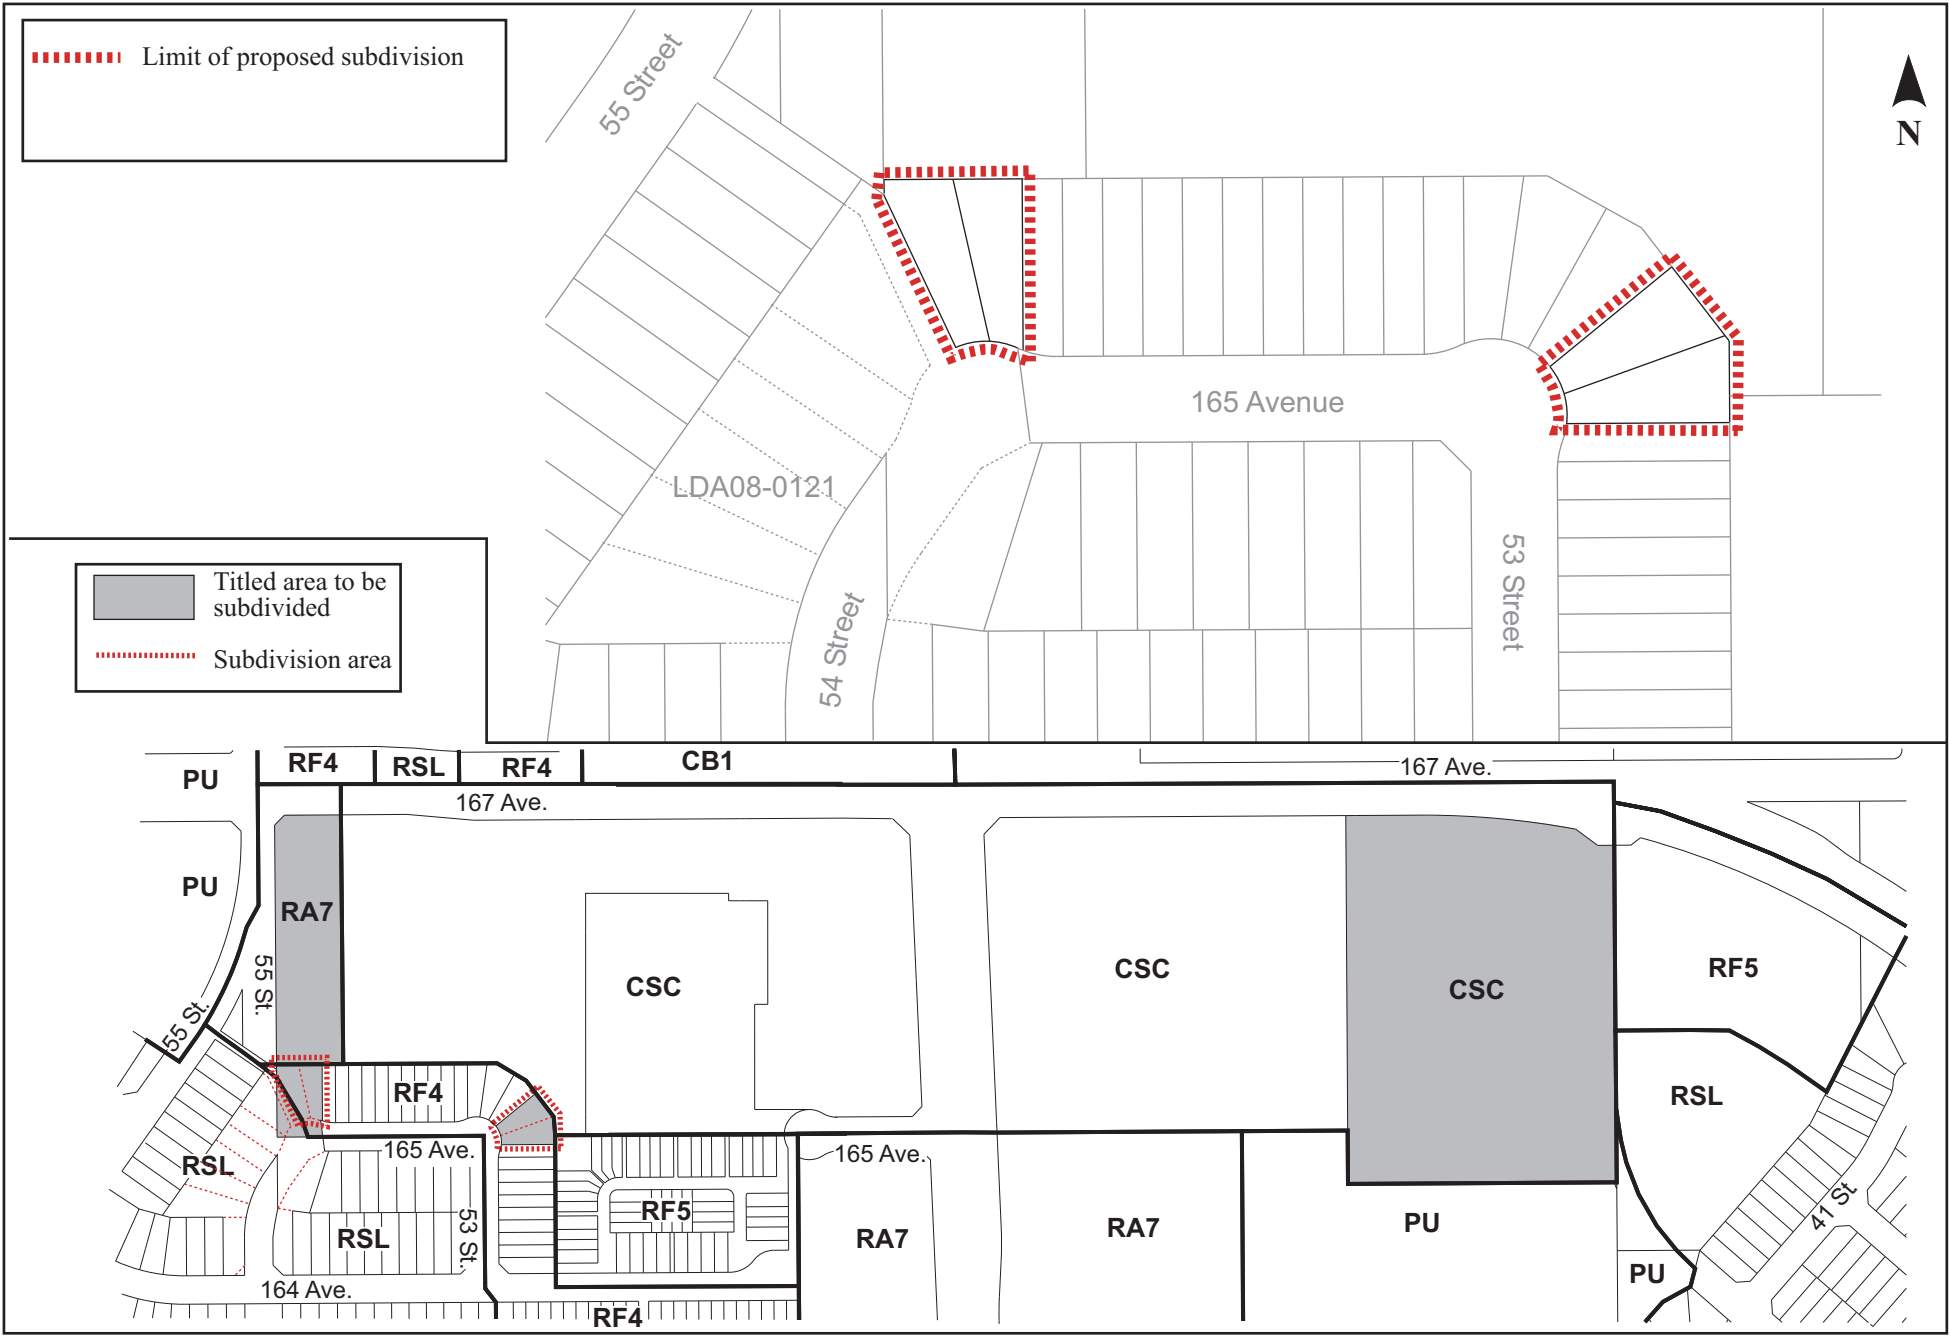 Limit of proposed subdivision
55 Street
N
165 Avenue
LDA08-0121
53 Street
54 Street
Titled area to be
subdivided
Subdivision area
PU
RF4
RSL
RF4
CB1
167 Ave.
167 Ave.
PU
RA7
55 St.
55 St.
CSC
CSC
CSC
RF5
RF4
RSL
165 Ave.
165 Ave.
RSL
RF5
RSL
53 St.
RA7
RA7
PU
41 St
PU
164 Ave.
RF4